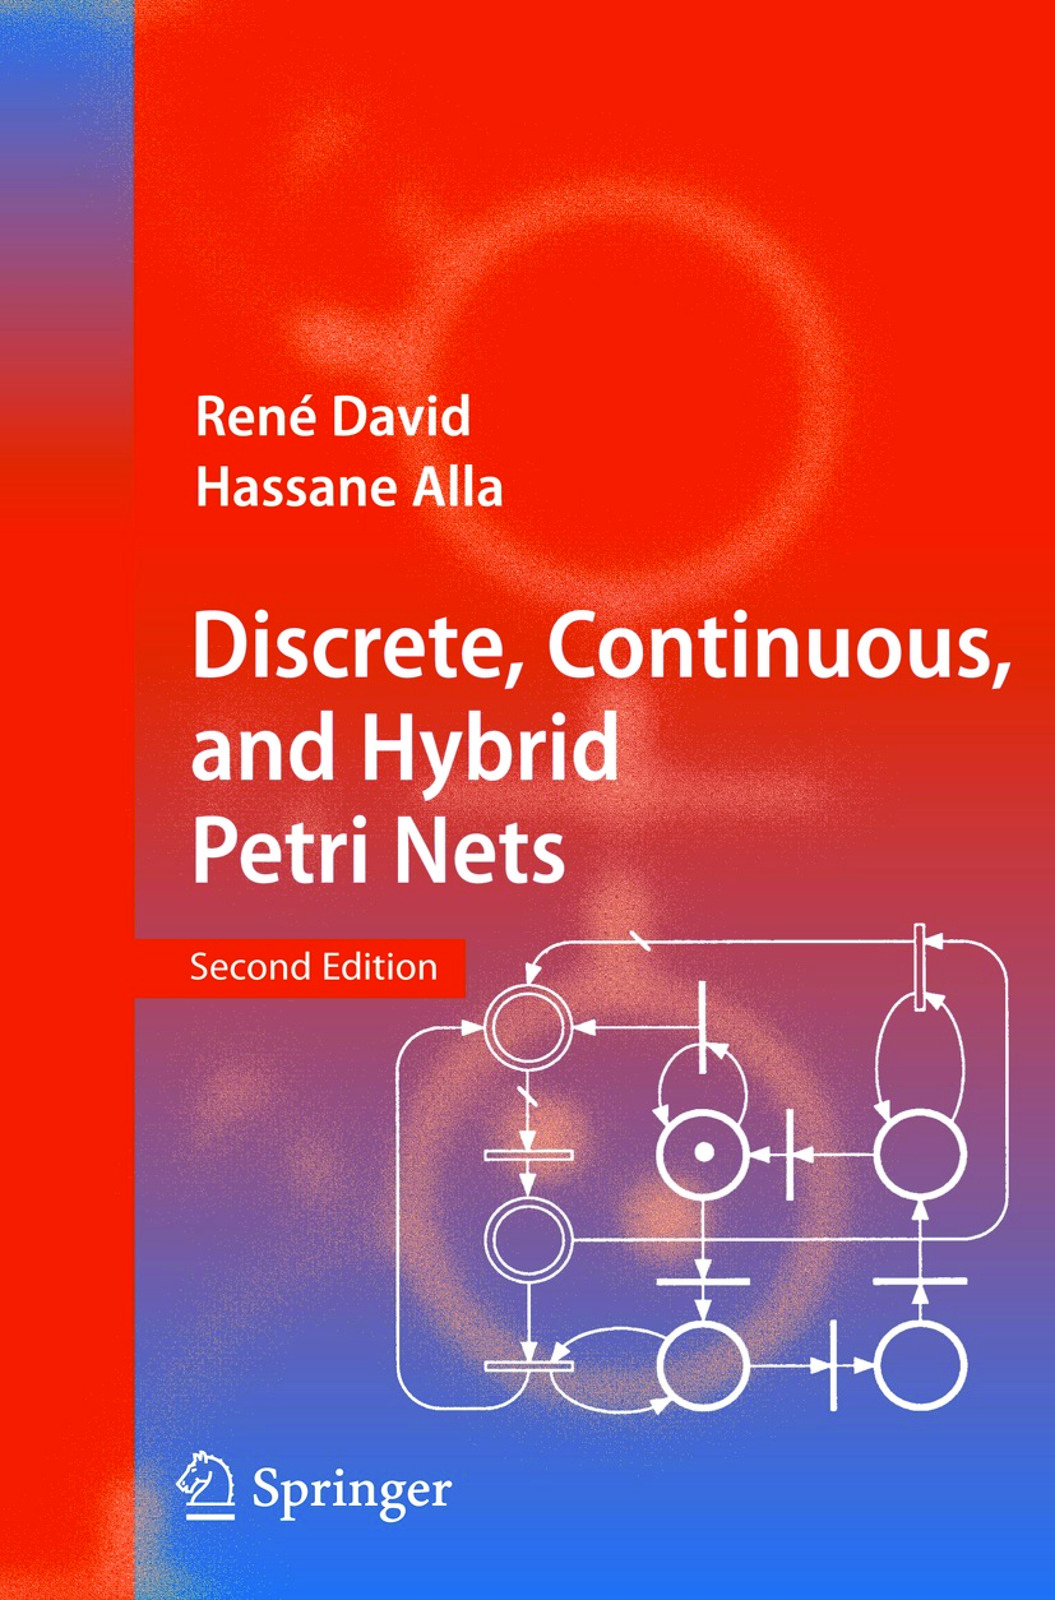 René David
Hassane Alla
Discrete, Continuous,
and Hybrid
Petri Nets
Second Edition
Springer